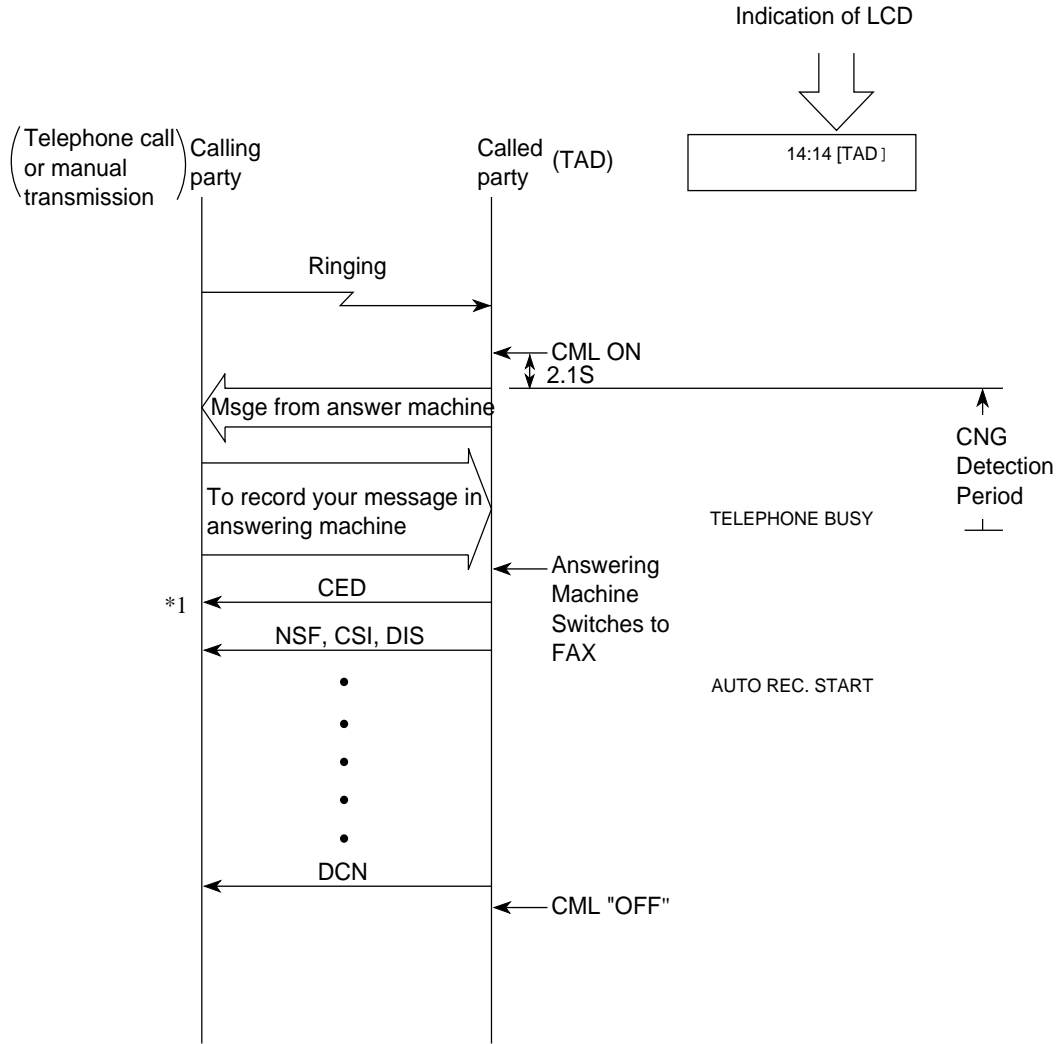 Indication of LCD
14:14 [TAD ]
Telephone call
or manual
transmission
Calling
party
Called
party
(TAD)
Ringing
CML ON
2.1S
Msge from answer machine
CNG
Detection
Period
To record your message in
answering machine
TELEPHONE BUSY
Answering
Machine
Switches to
FAX
*1
CED
NSF, CSI, DIS
AUTO REC. START
DCN
CML "OFF"